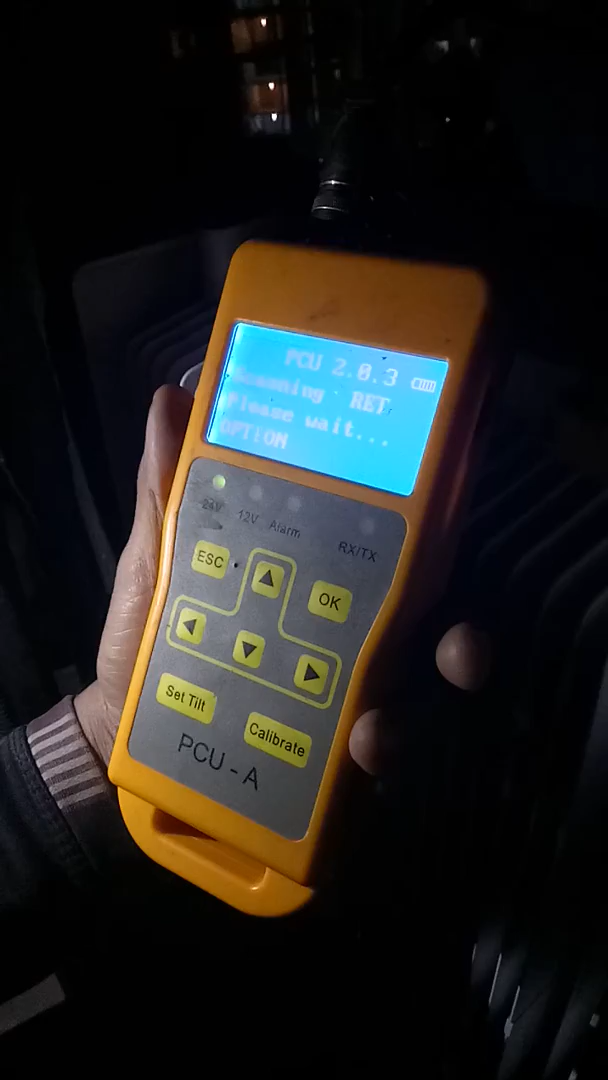 PCU 2.0.3
Scanning RET
Please wait...
OPTION
24V 12V Alarm RX/TX
ESC
OK
Set Tilt
Calibrate
PCU - A